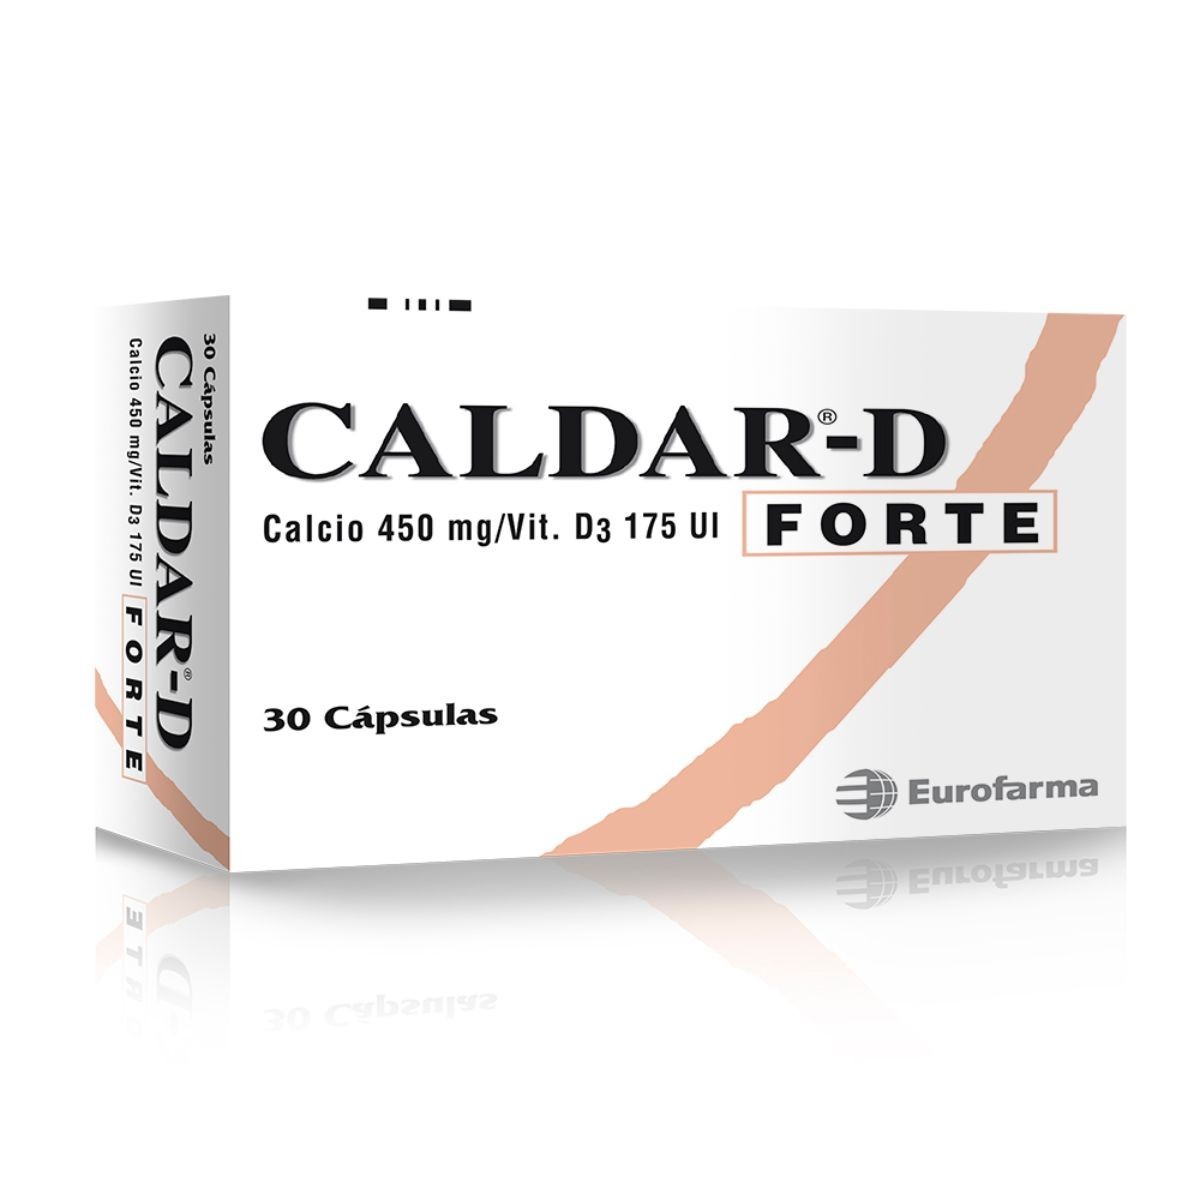 CALDAR®-D
Calcio 450 mg/Vit. D3 175 UI
FORTE
30 Cápsulas
Eurofarma
30 Cápsulas
CALDAR®-D
Calcio 450 mg/Vit. D3 175 UI
FORTE